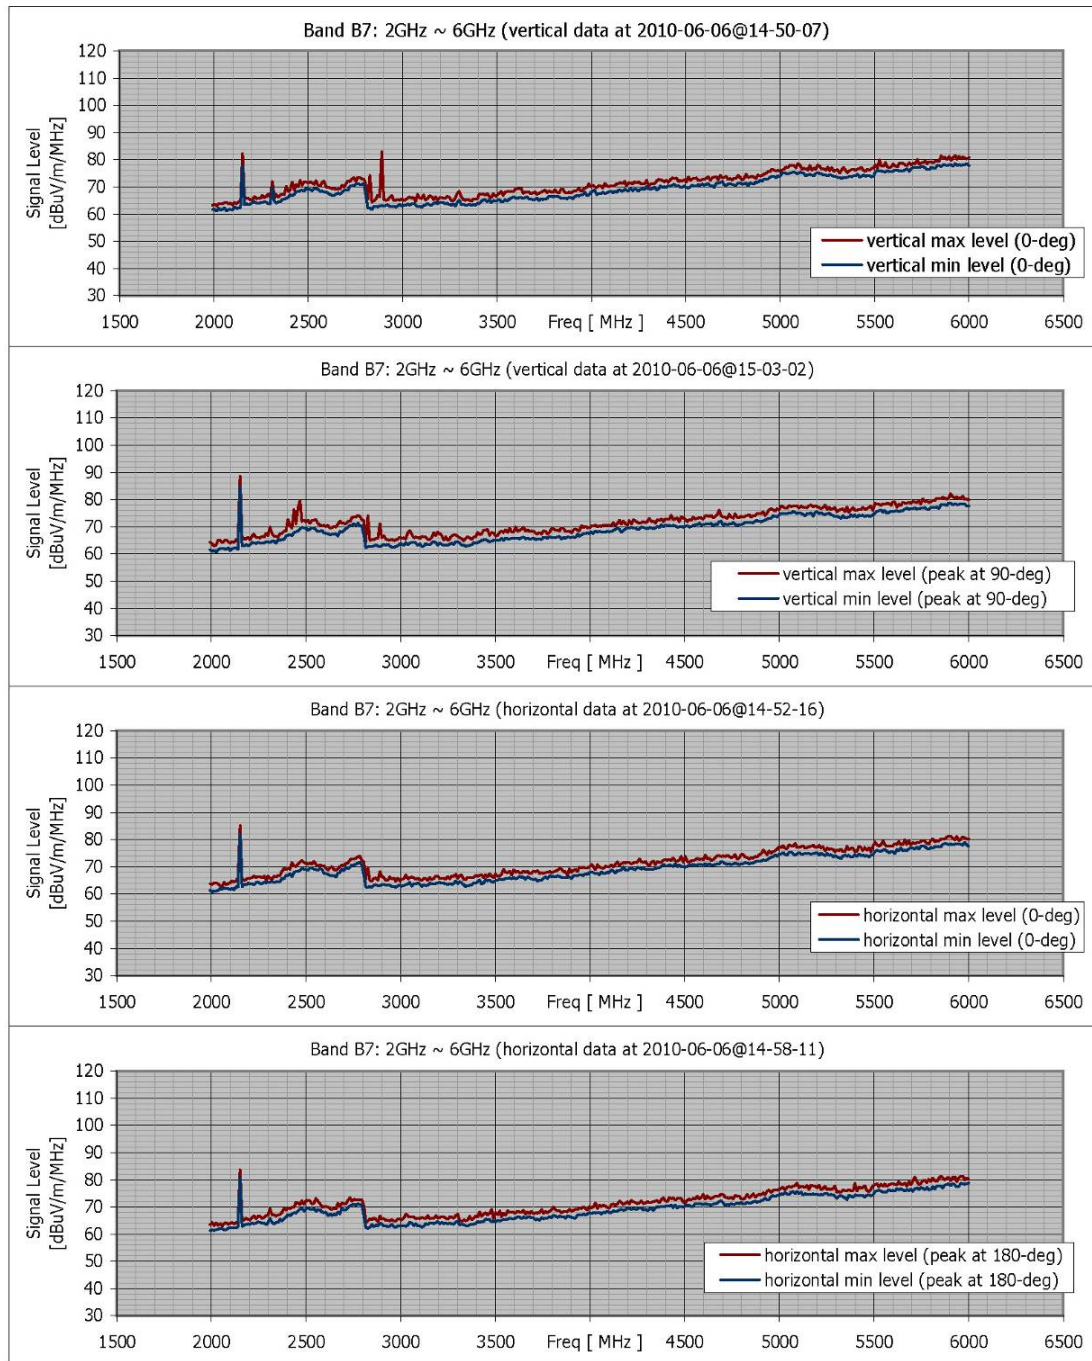 Band B7: 2GHz ~ 6GHz (vertical data at 2010-06-06@14-50-07)
120
110
100
90
80
70
60
50
40
30
Signal Level
[dBuV/m/MHz]
vertical max level (0-deg)
vertical min level (0-deg)
1500 2000 2500 3000 3500 Freq [ MHz ] 4500 5000 5500 6000 6500
Band B7: 2GHz ~ 6GHz (vertical data at 2010-06-06@15-03-02)
120
110
100
90
80
70
60
50
40
30
Signal Level
[dBuV/m/MHz]
vertical max level (peak at 90-deg)
vertical min level (peak at 90-deg)
1500 2000 2500 3000 3500 Freq [ MHz ] 4500 5000 5500 6000 6500
Band B7: 2GHz ~ 6GHz (horizontal data at 2010-06-06@14-52-16)
120
110
100
90
80
70
60
50
40
30
Signal Level
[dBuV/m/MHz]
horizontal max level (0-deg)
horizontal min level (0-deg)
1500 2000 2500 3000 3500 Freq [ MHz ] 4500 5000 5500 6000 6500
Band B7: 2GHz ~ 6GHz (horizontal data at 2010-06-06@14-58-11)
120
110
100
90
80
70
60
50
40
30
Signal Level
[dBuV/m/MHz]
horizontal max level (peak at 180-deg)
horizontal min level (peak at 180-deg)
1500 2000 2500 3000 3500 Freq [ MHz ] 4500 5000 5500 6000 6500